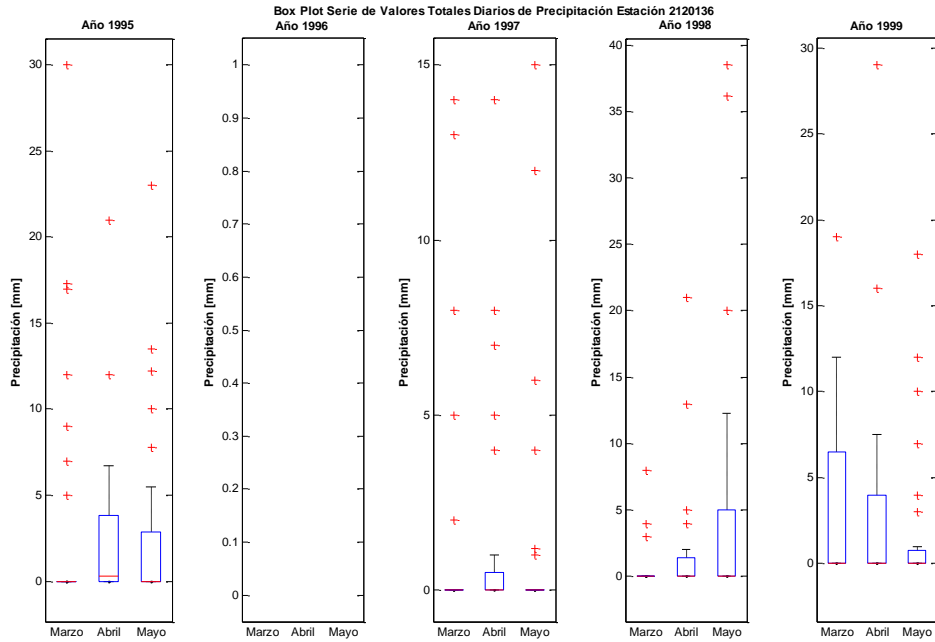 Box Plot Serie de Valores Totales Diarios de Precipitación Estación 2120136
Año 1995
Año 1996
Año 1997
Año 1998
Año 1999
Precipitación [mm]
30
25
20
15
10
5
0
Marzo Abril Mayo
Precipitación [mm]
1
0.9
0.8
0.7
0.6
0.5
0.4
0.3
0.2
0.1
0
Marzo Abril Mayo
Precipitación [mm]
15
10
5
0
Marzo Abril Mayo
Precipitación [mm]
40
35
30
25
20
15
10
5
0
Marzo Abril Mayo
Precipitación [mm]
30
25
20
15
10
5
0
Marzo Abril Mayo